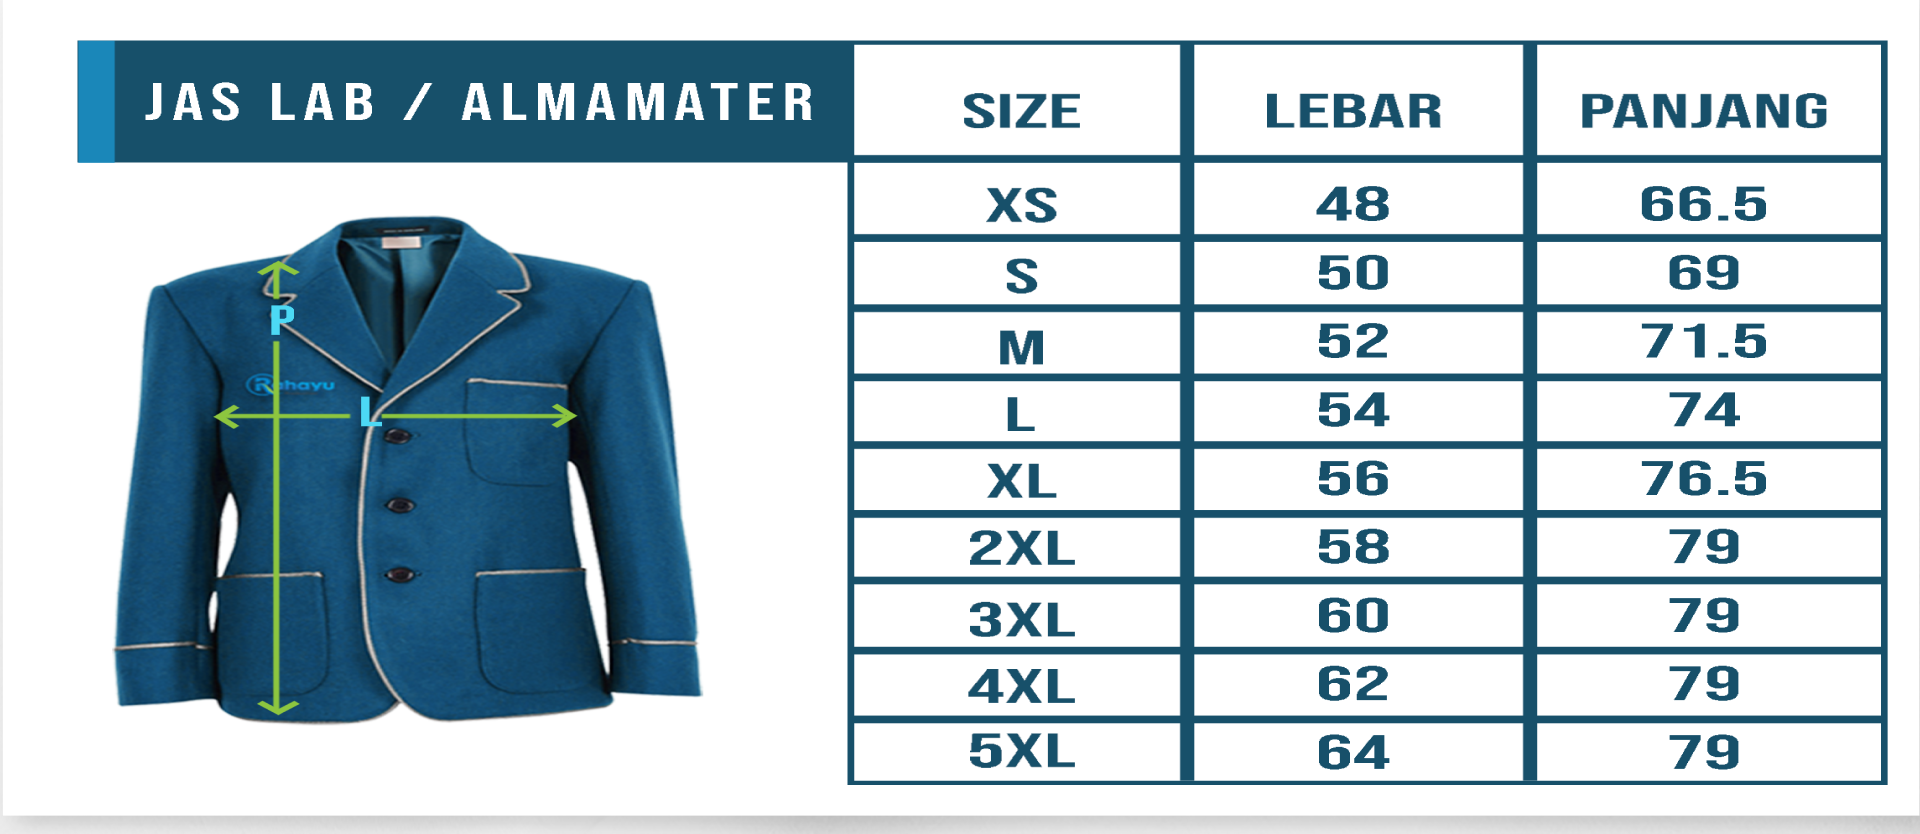 JAS LAB / ALMAMATER
SIZE LEBAR PANJANG
XS 48 66.5
S 50 69
M 52 71.5
L 54 74
XL 56 76.5
2XL 58 79
3XL 60 79
4XL 62 79
5XL 64 79
P
Rahayu
L